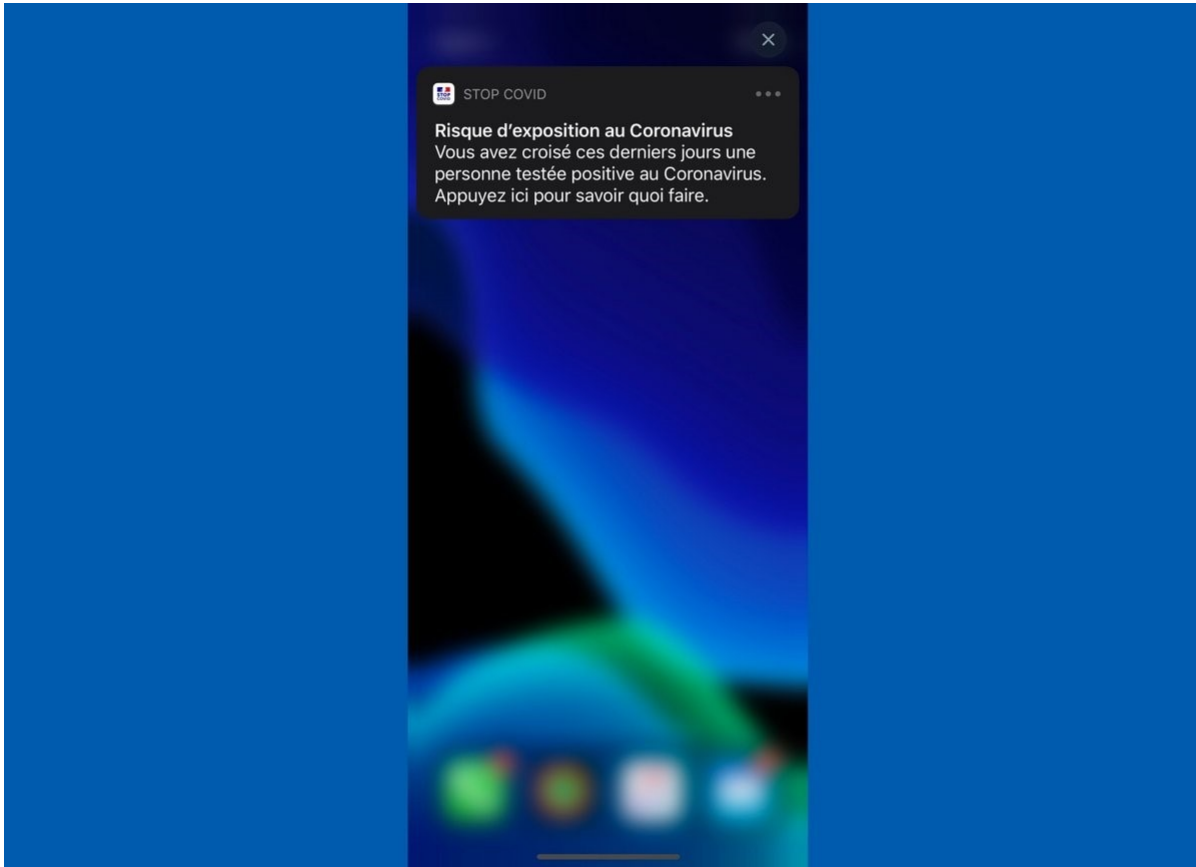 STOP COVID
Risque d'exposition au Coronavirus
Vous avez croisé ces derniers jours une
personne testée positive au Coronavirus.
Appuyez ici pour savoir quoi faire.